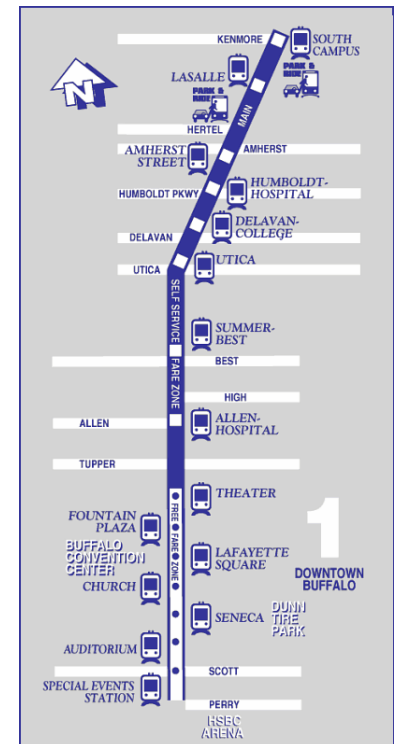 KENMORE
SOUTH
CAMPUS
LASALLE
PARK &
RIDE
PARK &
RIDE
MAIN
N
HERTEL
AMHERST
STREET
AMHERST
HUMBOLDT PKWY
HUMBOLDT-
HOSPITAL
DELAVAN-
COLLEGE
DELAVAN
UTICA
UTICA
SELF SERVICE
FARE ZONE
SUMMER-
BEST
BEST
HIGH
ALLEN
ALLEN-
HOSPITAL
TUPPER
THEATER
FREE FARE ZONE
FOUNTAIN
PLAZA
1
DOWNTOWN
BUFFALO
BUFFALO
CONVENTION
CENTER
LAFAYETTE
SQUARE
CHURCH
SENECA
DUNN
TIRE
PARK
AUDITORIUM
SCOTT
SPECIAL EVENTS
STATION
PERRY
HSBC
ARENA